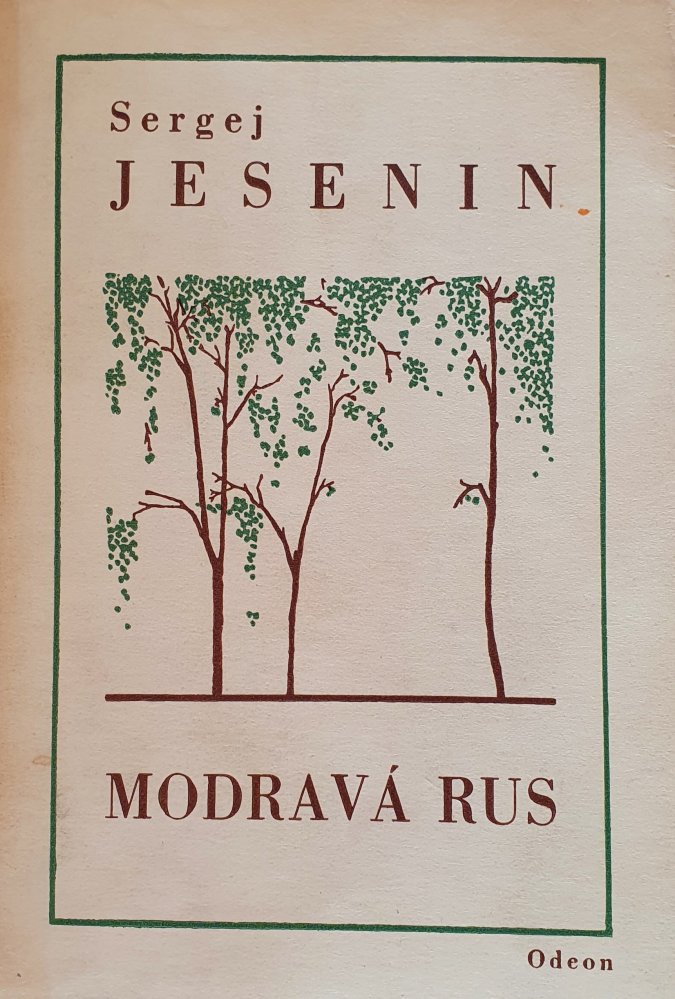 Sergej
JESENIN
MODRAVÁ RUS
Odeon